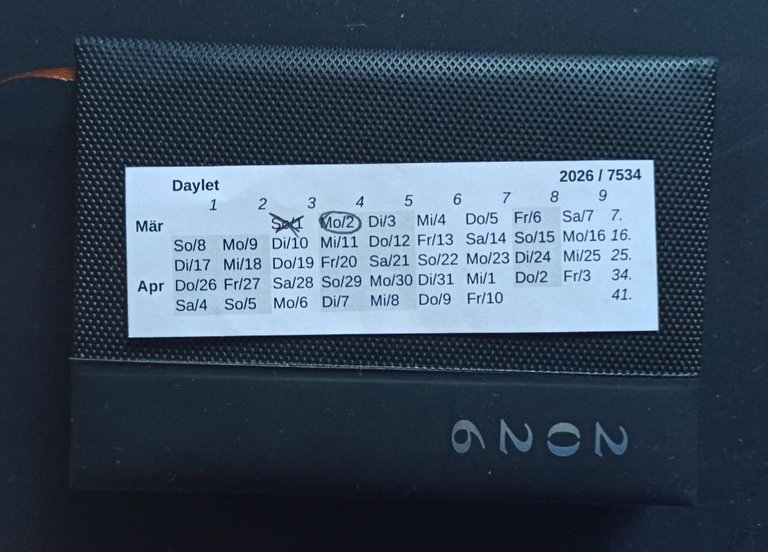 Daylet 2026 / 7534
1 2 3 4 5 6 7 8 9
Mär So/1 Mo/2 Di/3 Mi/4 Do/5 Fr/6 Sa/7 7.
So/8 Mo/9 Di/10 Mi/11 Do/12 Fr/13 Sa/14 So/15 Mo/16 16.
Di/17 Mi/18 Do/19 Fr/20 Sa/21 So/22 Mo/23 Di/24 Mi/25 25.
Apr Do/26 Fr/27 Sa/28 So/29 Mo/30 Di/31 Mi/1 Do/2 Fr/3 34.
Sa/4 So/5 Mo/6 Di/7 Mi/8 Do/9 Fr/10 41.
2026